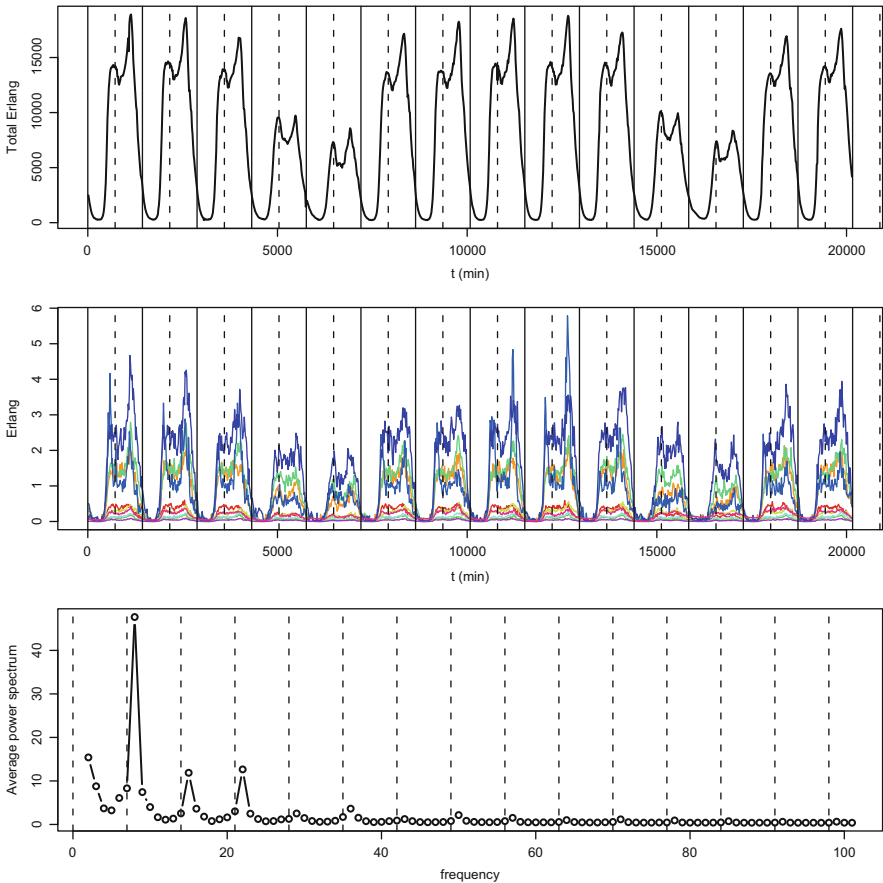 Total Erlang
15000
10000
5000
0
0 5000 10000 15000 20000
t (min)
Erlang
6
5
4
3
2
1
0
0 5000 10000 15000 20000
t (min)
Average power spectrum
40
30
20
10
0
0 20 40 60 80 100
frequency